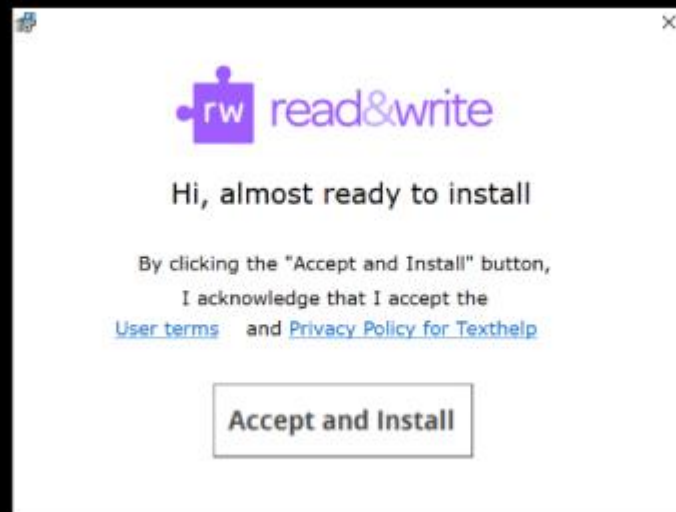 rw read&write
Hi, almost ready to install
By clicking the "Accept and Install" button,
I acknowledge that I accept the
User terms and Privacy Policy for Texthelp
Accept and Install